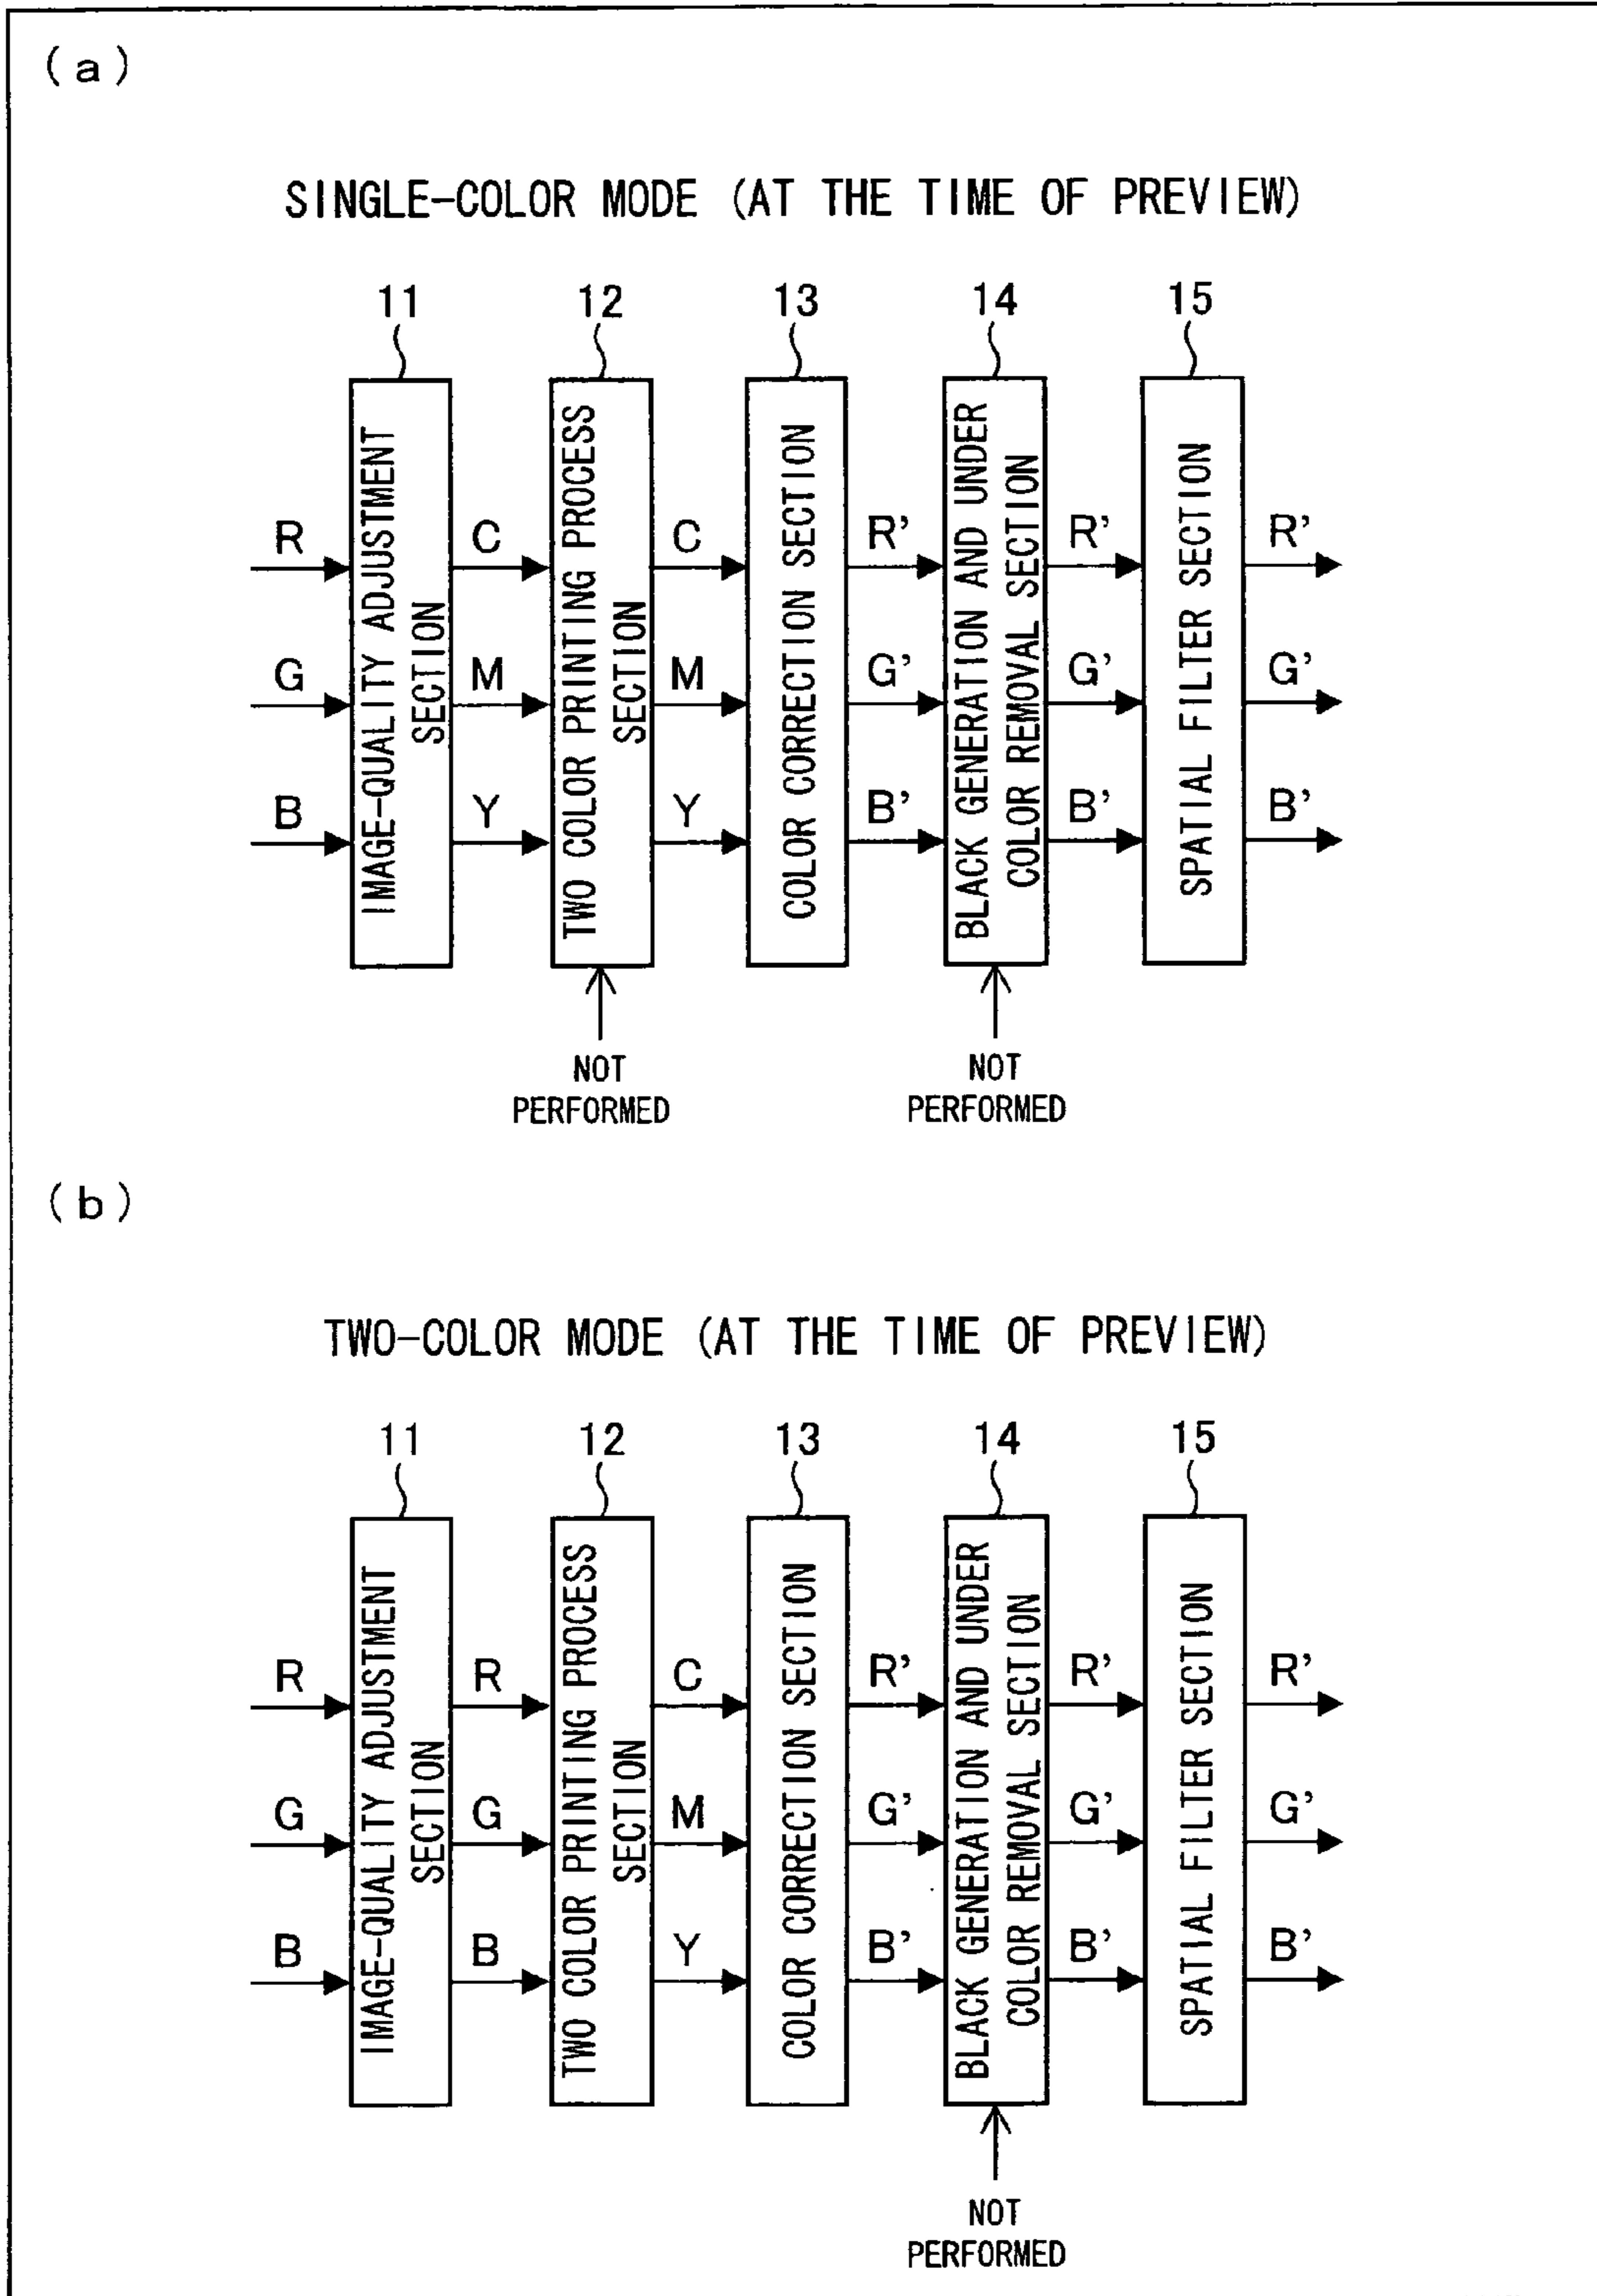 (a)
SINGLE-COLOR MODE (AT THE TIME OF PREVIEW)
11
12
13
14
15
R
G
B
IMAGE-QUALITY ADJUSTMENT
SECTION
C
M
Y
TWO COLOR PRINTING PROCESS
SECTION
C
M
Y
COLOR CORRECTION SECTION
R'
G'
B'
BLACK GENERATION AND UNDER
COLOR REMOVAL SECTION
R'
G'
B'
SPATIAL FILTER SECTION
R'
G'
B'
NOT
PERFORMED
NOT
PERFORMED
(b)
TWO-COLOR MODE (AT THE TIME OF PREVIEW)
11
12
13
14
15
R
G
B
IMAGE-QUALITY ADJUSTMENT
SECTION
R
G
B
TWO COLOR PRINTING PROCESS
SECTION
C
M
Y
COLOR CORRECTION SECTION
R'
G'
B'
BLACK GENERATION AND UNDER
COLOR REMOVAL SECTION
R'
G'
B'
SPATIAL FILTER SECTION
R'
G'
B'
NOT
PERFORMED